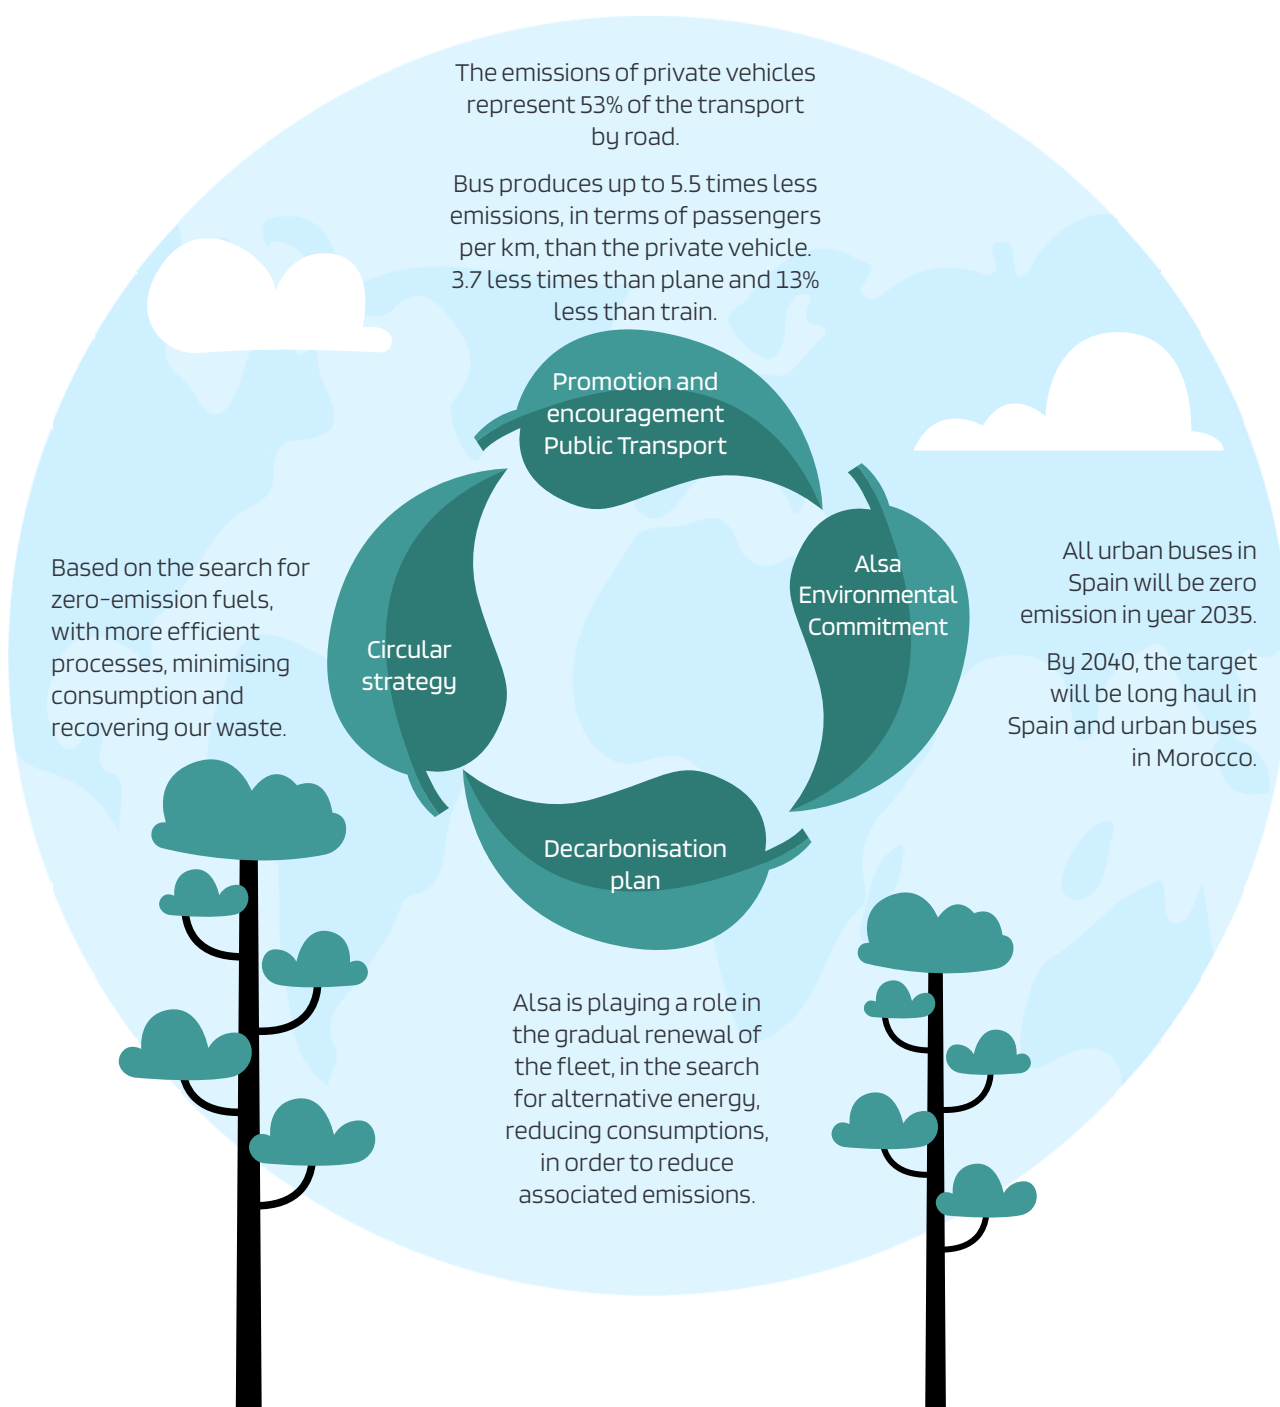 The emissions of private vehicles
represent 53% of the transport
by road.
Bus produces up to 5.5 times less
emissions, in terms of passengers
per km, than the private vehicle.
3.7 less times than plane and 13%
less than train.
Promotion and
encouragement
Public Transport
Alsa
Environmental
Commitment
All urban buses in
Spain will be zero
emission in year 2035.
By 2040, the target
will be long haul in
Spain and urban buses
in Morocco.
Based on the search for
zero-emission fuels,
with more efficient
processes, minimising
consumption and
recovering our waste.
Circular
strategy
Decarbonisation
plan
Alsa is playing a role in
the gradual renewal of
the fleet, in the search
for alternative energy,
reducing consumptions,
in order to reduce
associated emissions.